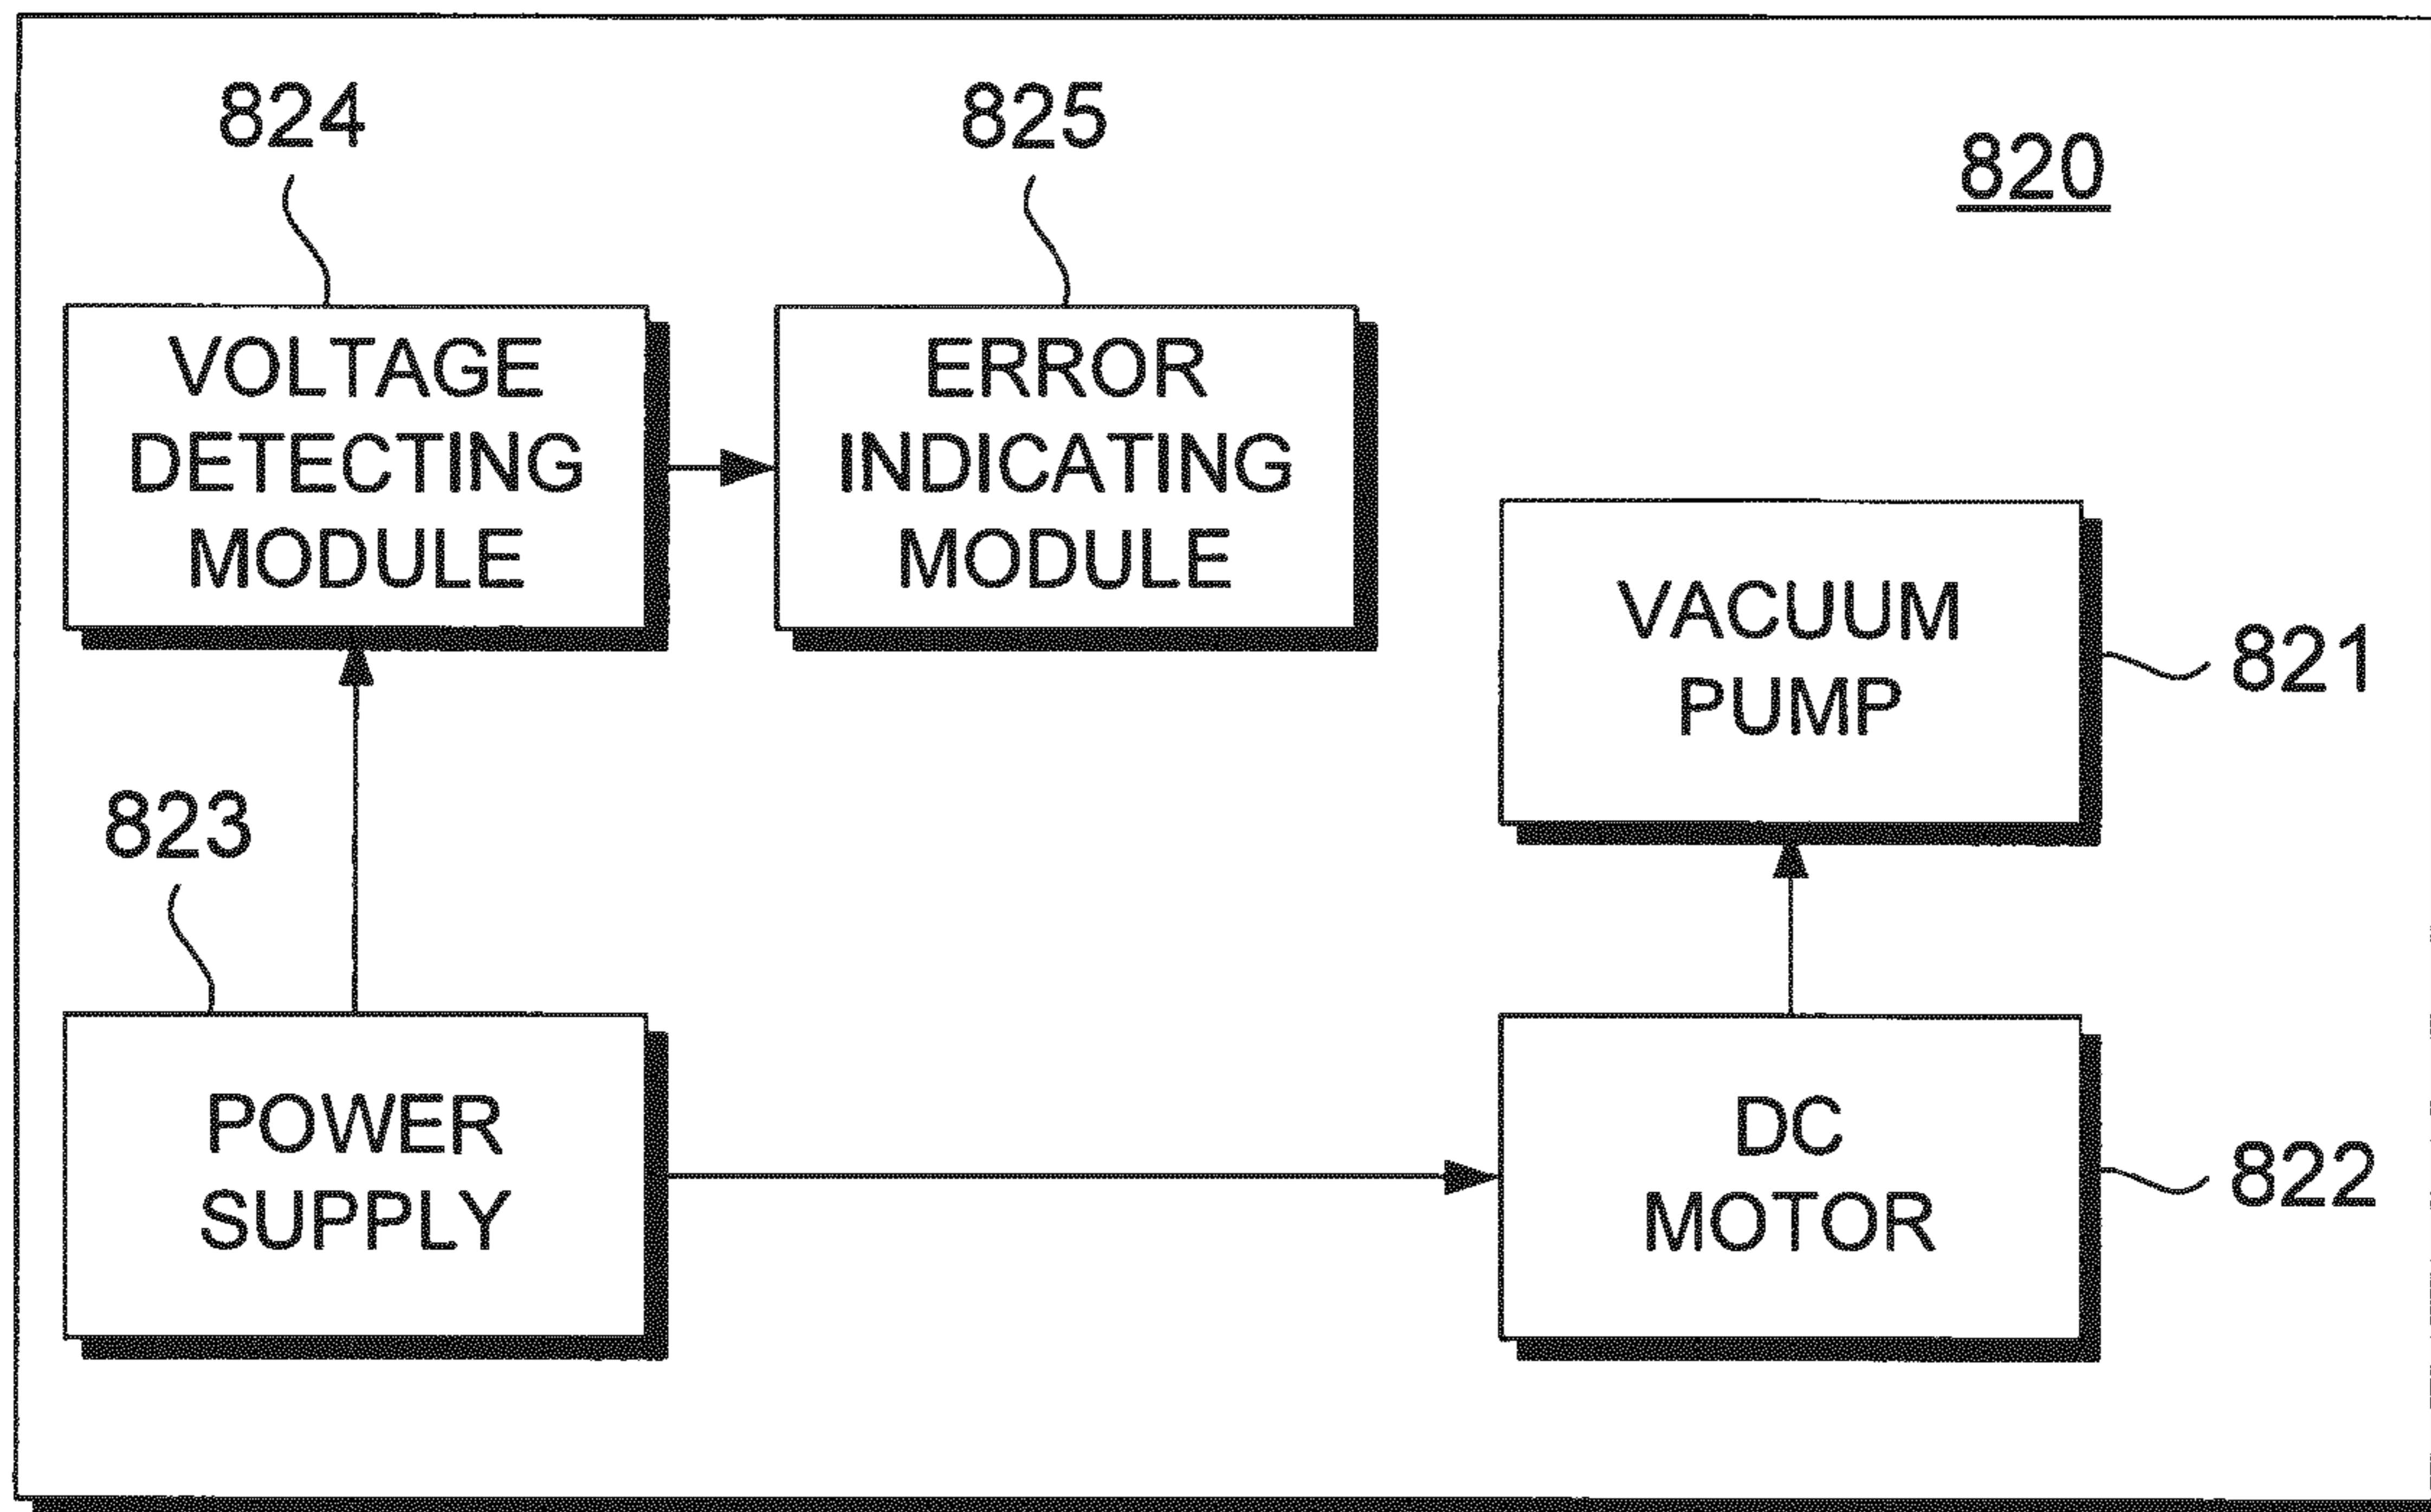 824
825
820
VOLTAGE
DETECTING
MODULE
ERROR
INDICATING
MODULE
VACUUM
PUMP
821
823
POWER
SUPPLY
DC
MOTOR
822